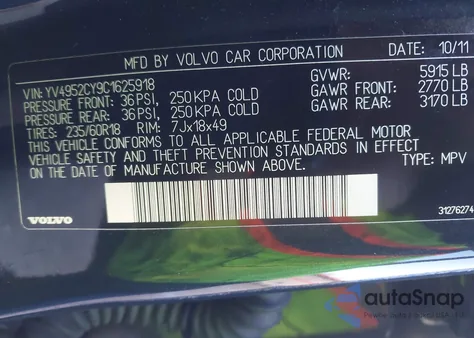 MFD BY VOLVO CAR CORPORATION DATE: 10/11
VIN: YV4952CY9C1625918 GVWR: 5915 LB
PRESSURE FRONT: 36 PSI, 250 KPA COLD GAWR FRONT: 2770 LB
PRESSURE REAR: 36 PSI, 250 KPA COLD GAWR REAR: 3170 LB
TIRES: 235/60R18 RIM: 7Jx18x49
THIS VEHICLE CONFORMS TO ALL APPLICABLE FEDERAL MOTOR
VEHICLE SAFETY AND THEFT PREVENTION STANDARDS IN EFFECT
ON DATE OF MANUFACTURE SHOWN ABOVE. TYPE: MPV
VOLVO 31276274
autoSnap